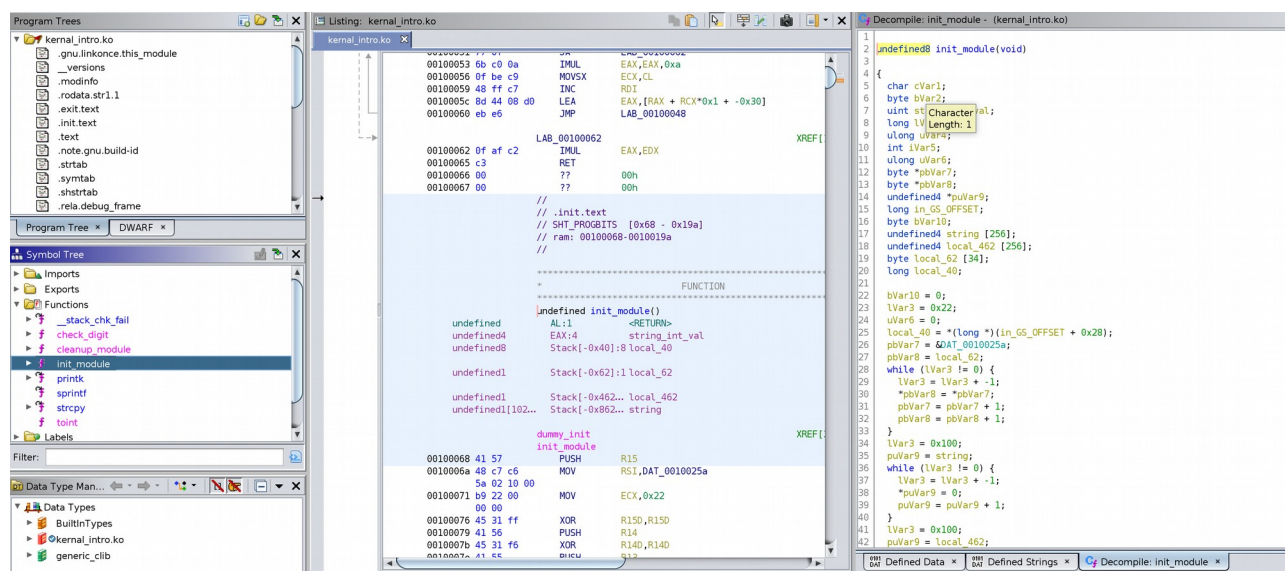 Program Trees
kernal_intro.ko
.gnu.linkonce.this_module
__versions
.modinfo
.rodata.str1.1
.exit.text
.init.text
.text
.note.gnu.build-id
.strtab
.symtab
.shstrtab
.rela.debug_frame
Program Tree × DWARF ×
Symbol Tree
Imports
Exports
Functions
__stack_chk_fail
check_digit
cleanup_module
init_module
printk
sprintf
strcpy
toint
Labels
Filter:
Data Type Man...
Data Types
BuiltInTypes
kernal_intro.ko
generic_clib
Listing: kernal_intro.ko
kernal_intro.ko
00100053 6b c0 0a IMUL EAX,EAX,0xa
00100056 0f be c9 MOVSX ECX,CL
00100059 48 ff c7 INC RDI
0010005c 8d 44 08 d0 LEA EAX,[RAX + RCX*0x1 + -0x30]
00100060 eb e6 JMP LAB_00100048
LAB_00100062 XREF[
00100062 0f af c2 IMUL EAX,EDX
00100065 c3 RET
00100066 00 ?? 00h
00100067 00 ?? 00h
//
// .init.text
// SHT_PROGBITS [0x68 - 0x19a]
// ram: 00100068-0010019a
//
* FUNCTION
undefined init_module()
undefined AL:1 <RETURN>
undefined4 EAX:4 string_int_val
undefined8 Stack[-0x40]:8 local_40
undefined1 Stack[-0x62]:1 local_62
undefined1 Stack[-0x462... local_462
undefined1[102... Stack[-0x862... string
dummy_init XREF[
init_module
00100068 41 57 PUSH R15
0010006a 48 c7 c6 MOV RSI,DAT_0010025a
5a 02 10 00
00100071 b9 22 00 MOV ECX,0x22
00 00
00100076 45 31 ff XOR R15D,R15D
00100079 41 56 PUSH R14
0010007b 45 31 f6 XOR R14D,R14D
Decompile: init_module - (kernal_intro.ko)
1
2 undefined8 init_module(void)
3
4 {
5 char cVar1;
6 byte bVar2;
7 uint
8 long
9 ulong uVar4;
Character
Length: 1
10 int iVar5;
11 ulong uVar6;
12 byte *pbVar7;
13 byte *pbVar8;
14 undefined4 *puVar9;
15 long in_GS_OFFSET;
16 byte bVar10;
17 undefined4 string [256];
18 undefined4 local_462 [256];
19 byte local_62 [34];
20 long local_40;
21
22 bVar10 = 0;
23 lVar3 = 0x22;
24 uVar6 = 0;
25 local_40 = *(long *)(in_GS_OFFSET + 0x28);
26 pbVar7 = &DAT_0010025a;
27 pbVar8 = local_62;
28 while (lVar3 != 0) {
29 lVar3 = lVar3 + -1;
30 *pbVar8 = *pbVar7;
31 pbVar7 = pbVar7 + 1;
32 pbVar8 = pbVar8 + 1;
33 }
34 lVar3 = 0x100;
35 puVar9 = string;
36 while (lVar3 != 0) {
37 lVar3 = lVar3 + -1;
38 *puVar9 = 0;
39 puVar9 = puVar9 + 1;
40 }
41 lVar3 = 0x100;
42 puVar9 = local_462;
Defined Data × Defined Strings × Decompile: init_module ×